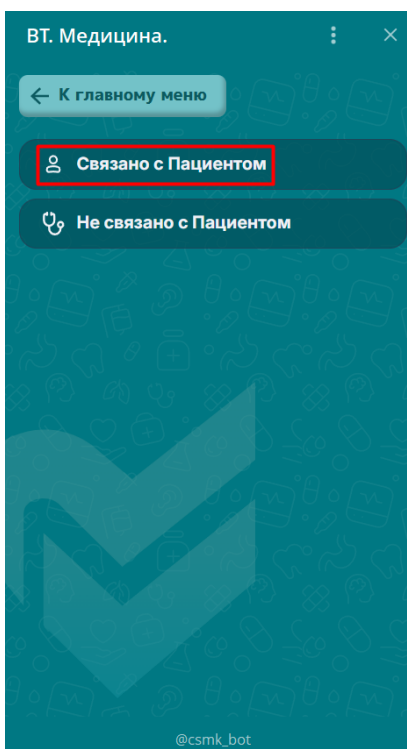 ВТ. Медицина.
К главному меню
Связано с Пациентом
Не связано с Пациентом
@csmk_bot